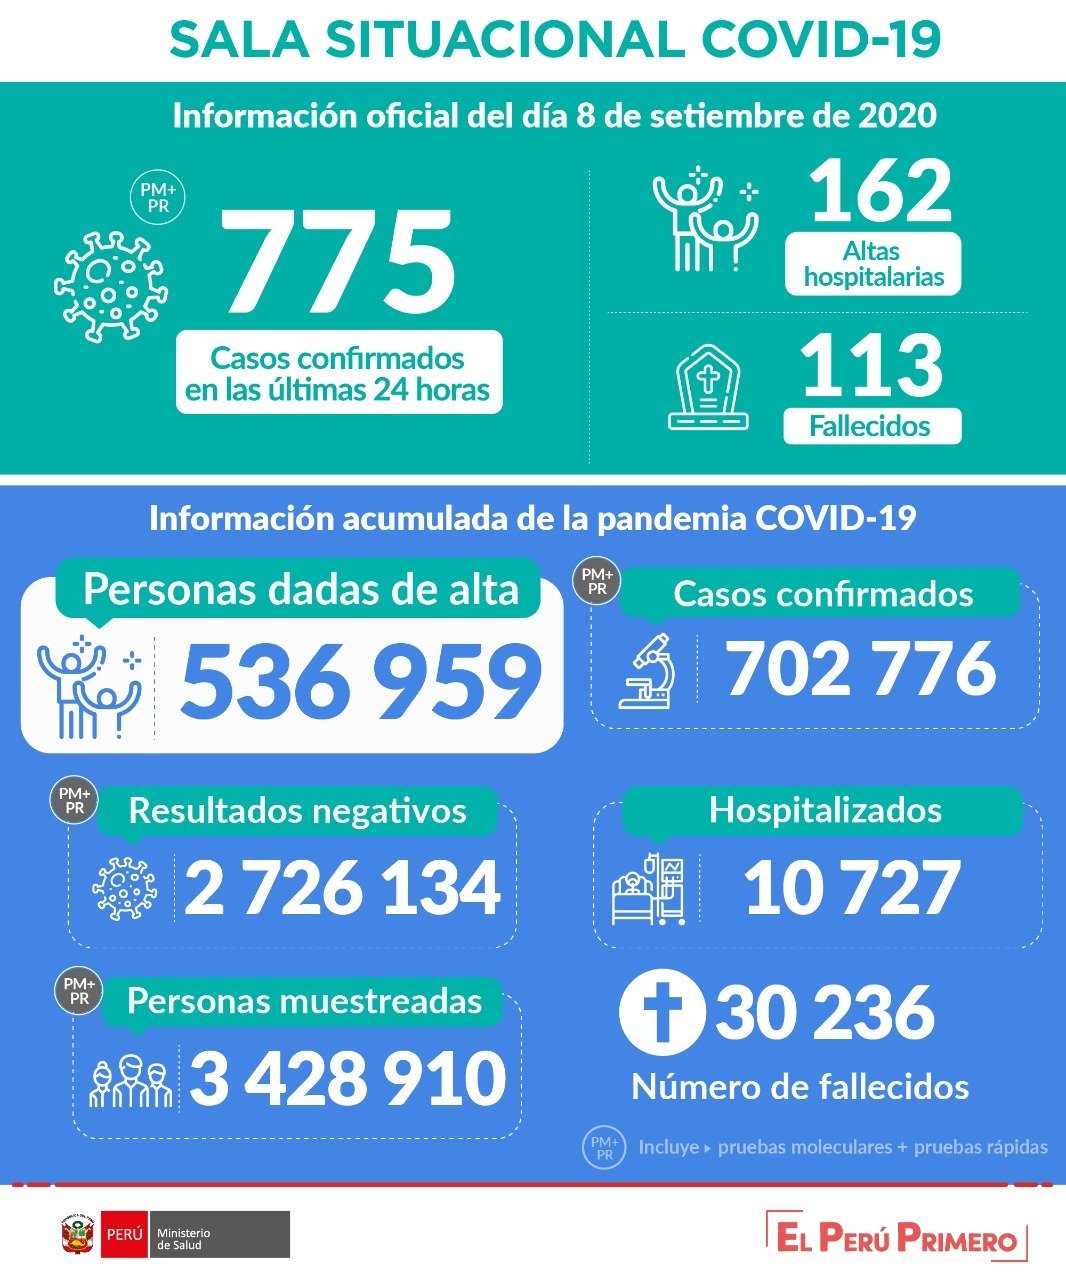 SALA SITUACIONAL COVID-19
Información oficial del día 8 de setiembre de 2020
PM+
PR
775
Casos confirmados
en las últimas 24 horas
162
Altas
hospitalarias
113
Fallecidos
Información acumulada de la pandemia COVID-19
Personas dadas de alta
536 959
PM+
PR
Casos confirmados
702 776
PM+
PR
Resultados negativos
2 726 134
Hospitalizados
10 727
PM+
PR
Personas muestreadas
3 428 910
30 236
Número de fallecidos
PM+
PR
Incluye ▸ pruebas moleculares + pruebas rápidas
PERÚ
Ministerio
de Salud
EL PERÚ PRIMERO